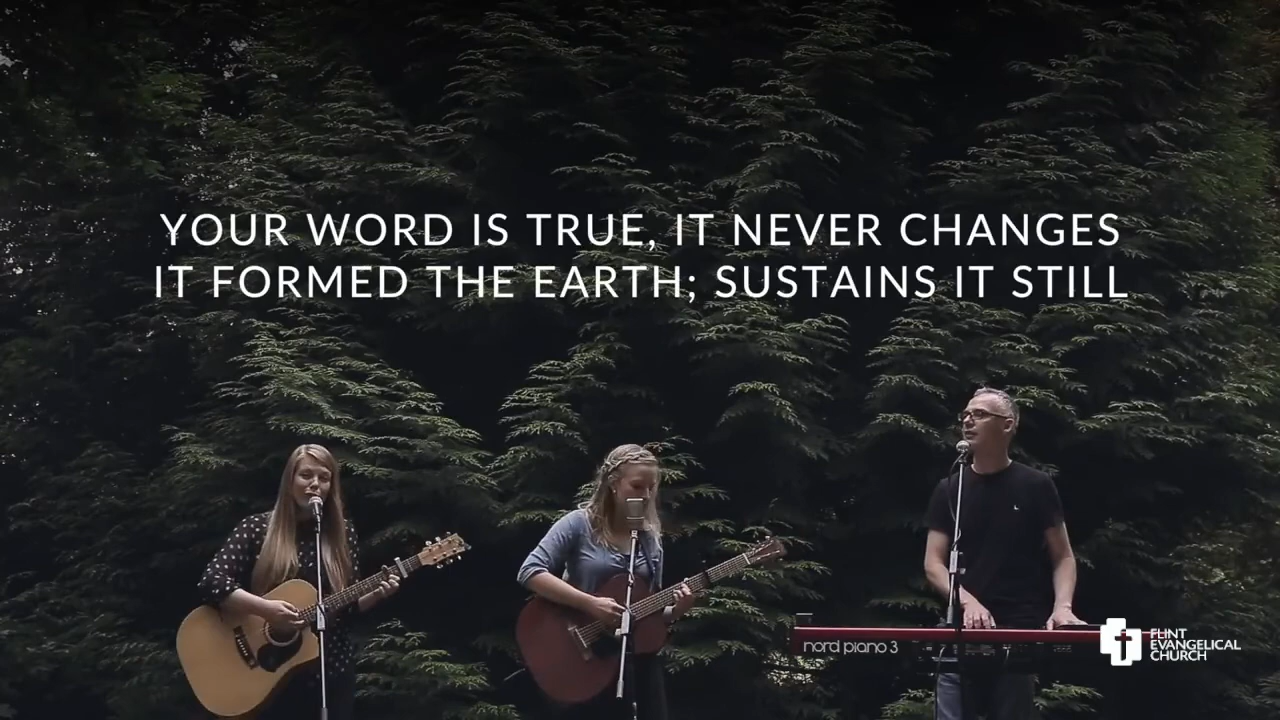 YOUR WORD IS TRUE, IT NEVER CHANGES
IT FORMED THE EARTH; SUSTAINS IT STILL
nord piano 3
FLINT
EVANGELICAL
CHURCH